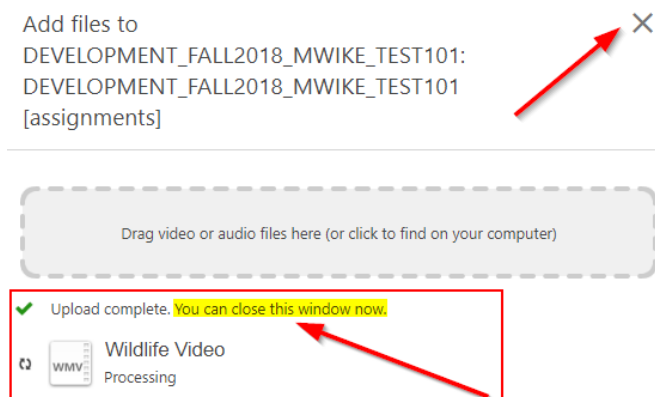 Add files to
DEVELOPMENT_FALL2018_MWIKE_TEST101:
DEVELOPMENT_FALL2018_MWIKE_TEST101
[assignments]
Drag video or audio files here (or click to find on your computer)
Upload complete. You can close this window now.
WMV
Wildlife Video
Processing